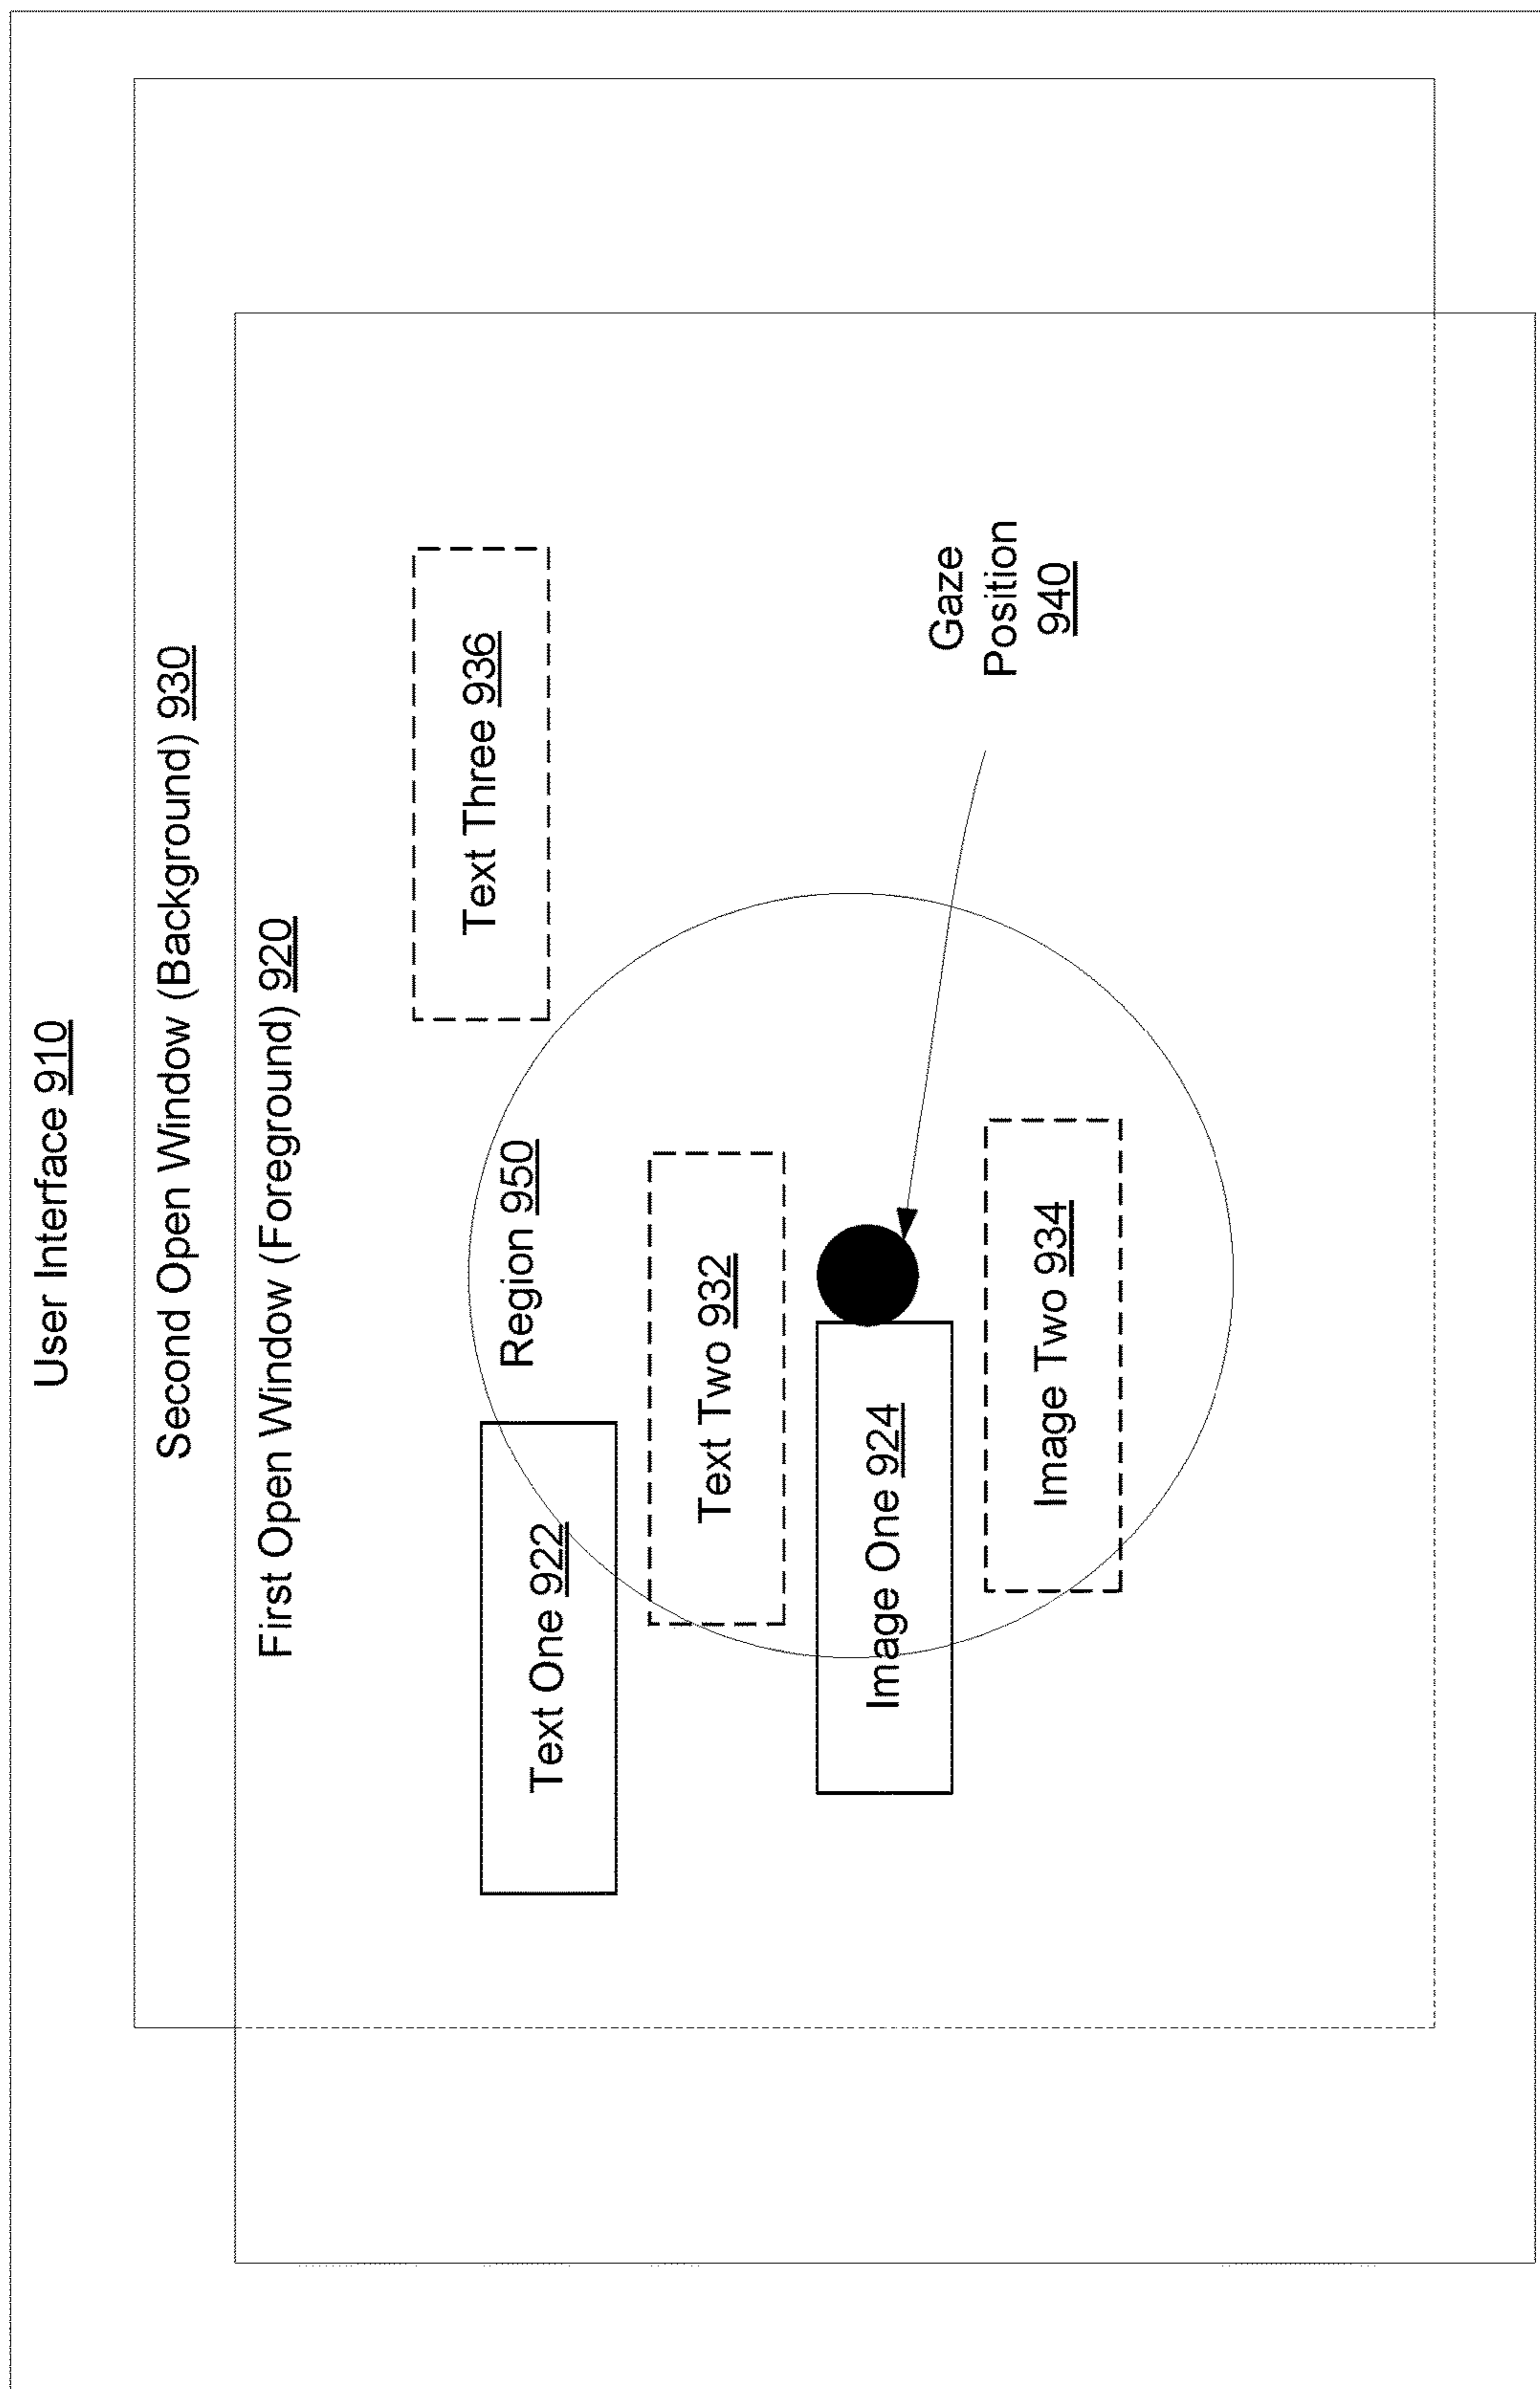 User Interface 910
Second Open Window (Background) 930
First Open Window (Foreground) 920
Text Three 936
Region 950
Text One 922
Text Two 932
Image One 924
Gaze
Position
940
Image Two 934